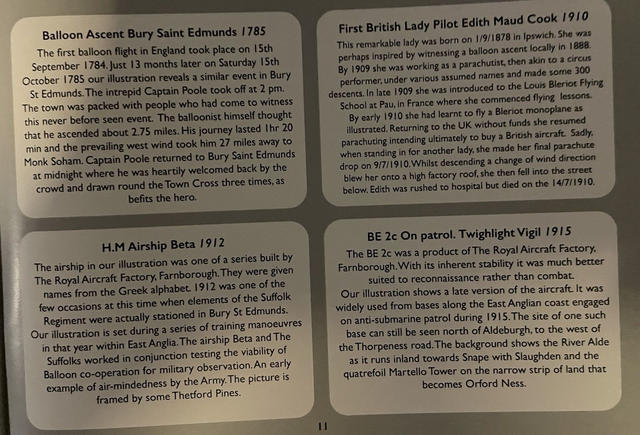 Balloon Ascent Bury Saint Edmunds 1785
The first balloon flight in England took place on 15th
September 1784. Just 13 months later on Saturday 15th
October 1785 our illustration reveals a similar event in Bury
St Edmunds. The intrepid Captain Poole took off at 2 pm.
The town was packed with people who had come to witness
this never before seen event. The balloonist himself thought
that he ascended about 2.75 miles. His journey lasted 1hr 20
min and the prevailing west wind took him 27 miles away to
Monk Soham. Captain Poole returned to Bury Saint Edmunds
at midnight where he was heartily welcomed back by the
crowd and drawn round the Town Cross three times, as
befits the hero.
First British Lady Pilot Edith Maud Cook 1910
This remarkable lady was born on 1/9/1878 in Ipswich. She was
perhaps inspired by witnessing a balloon ascent locally in 1888.
By 1909 she was working as a parachutist, then akin to a circus
performer, under various assumed names and made some 300
descents. In late 1909 she was introduced to the Louis Bleriot Flying
School at Pau, in France where she commenced flying lessons.
By early 1910 she had learnt to fly a Bleriot monoplane as
illustrated. Returning to the UK without funds she resumed
parachuting intending ultimately to buy a British aircraft. Sadly,
when standing in for another lady, she made her final parachute
drop on 9/7/1910. Whilst descending a change of wind direction
blew her onto a high factory roof, she then fell into the street
below. Edith was rushed to hospital but died on the 14/7/1910.
H.M Airship Beta 1912
The airship in our illustration was one of a series built by
The Royal Aircraft Factory, Farnborough. They were given
names from the Greek alphabet. 1912 was one of the
few occasions at this time when elements of the Suffolk
Regiment were actually stationed in Bury St Edmunds.
Our illustration is set during a series of training manoeuvres
in that year within East Anglia. The airship Beta and The
Suffolks worked in conjunction testing the viability of
Balloon co-operation for military observation. An early
example of air-mindedness by the Army. The picture is
framed by some Thetford Pines.
BE 2c On patrol. Twighlight Vigil 1915
The BE 2c was a product of The Royal Aircraft Factory,
Farnborough. With its inherent stability it was much better
suited to reconnaissance rather than combat.
Our illustration shows a late version of the aircraft. It was
widely used from bases along the East Anglian coast engaged
on anti-submarine patrol during 1915. The site of one such
base can still be seen north of Aldeburgh, to the west of
the Thorpeness road. The background shows the River Alde
as it runs inland towards Snape with Slaughden and the
quatrefoil Martello Tower on the narrow strip of land that
becomes Orford Ness.
11